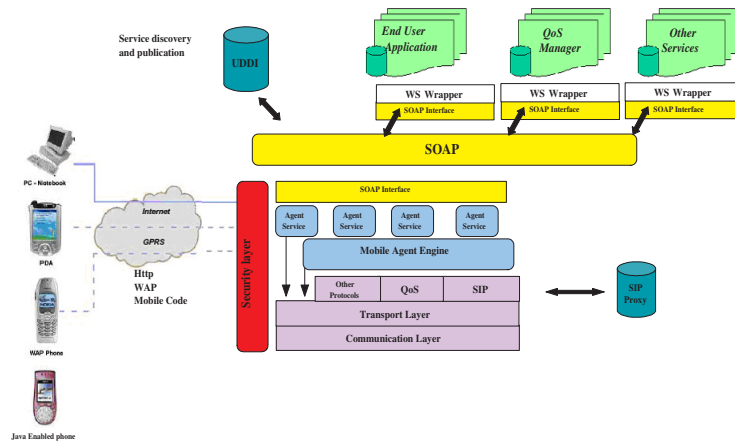 Service discovery
and publication
UDDI
End User
Application
QoS
Manager
Other
Services
WS Wrapper
SOAP Interface
WS Wrapper
SOAP Interface
WS Wrapper
SOAP Interface
SOAP
PC - Notebook
PDA
WAP Phone
Java Enabled phone
Internet
GPRS
Http
WAP
Mobile Code
Security layer
SOAP Interface
Agent
Service
Agent
Service
Agent
Service
Agent
Service
Mobile Agent Engine
Other
Protocols
QoS
SIP
Transport Layer
Communication Layer
SIP
Proxy